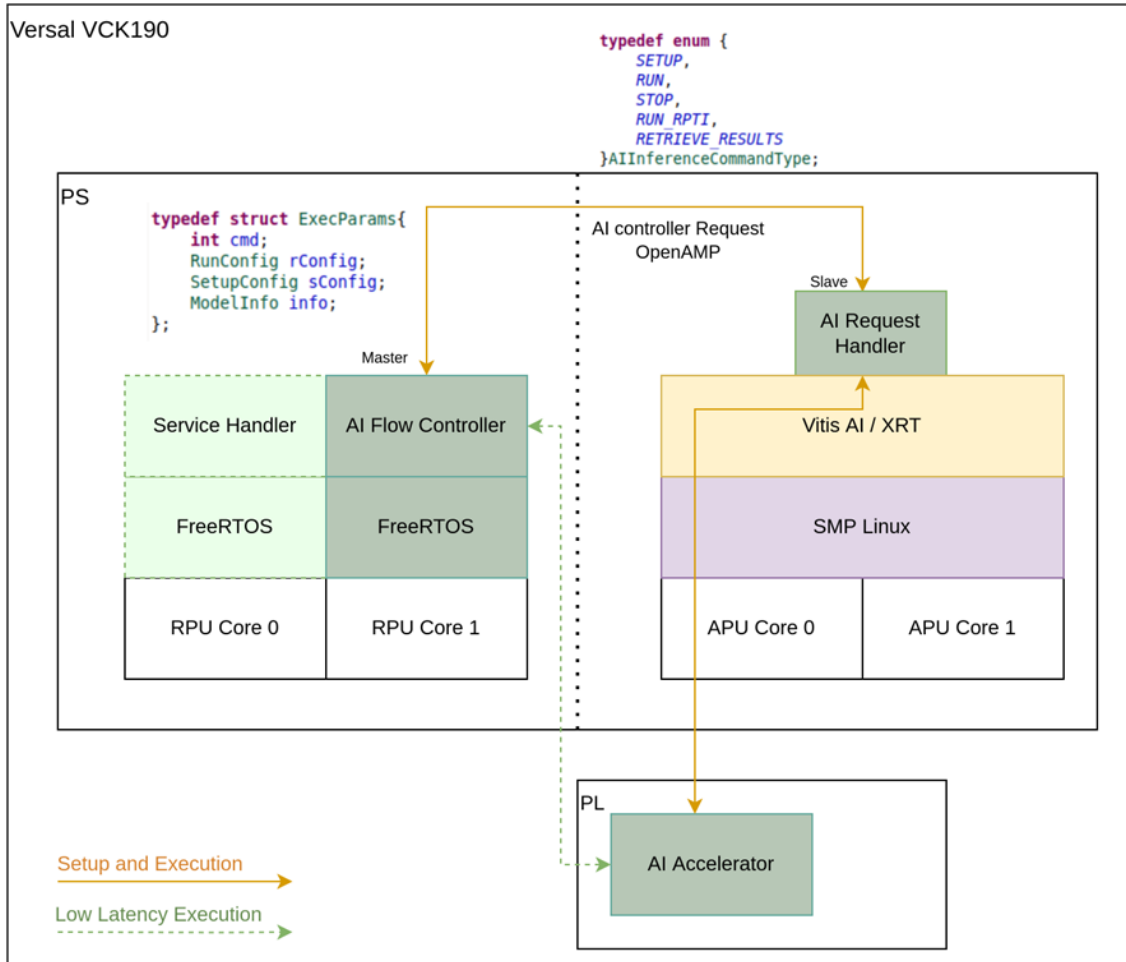 Versal VCK190
typedef enum {
SETUP,
RUN,
STOP,
RUN_RPTI,
RETRIEVE_RESULTS
}AIInferenceCommandType;
PS
typedef struct ExecParams{
int cmd;
RunConfig rConfig;
SetupConfig sConfig;
ModelInfo info;
};
AI controller Request
OpenAMP
Slave
AI Request
Handler
Master
Service Handler
AI Flow Controller
Vitis AI / XRT
FreeRTOS
FreeRTOS
SMP Linux
RPU Core 0
RPU Core 1
APU Core 0
APU Core 1
PL
AI Accelerator
Setup and Execution
Low Latency Execution